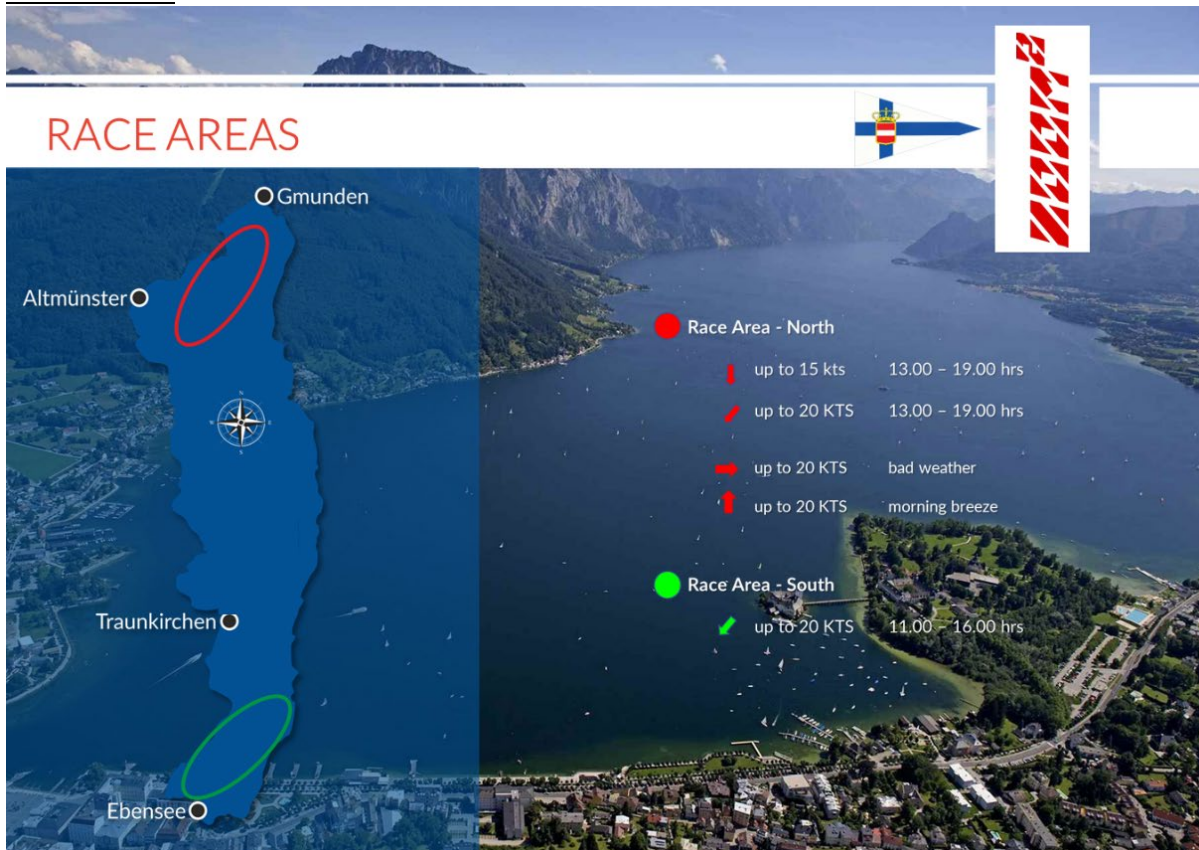 RACE AREAS
Gmunden
Altmünster
N
Traunkirchen
Ebensee
Race Area - North
up to 15 kts 13.00 – 19.00 hrs
up to 20 KTS 13.00 – 19.00 hrs
up to 20 KTS bad weather
up to 20 KTS morning breeze
Race Area - South
up to 20 KTS 11.00 – 16.00 hrs